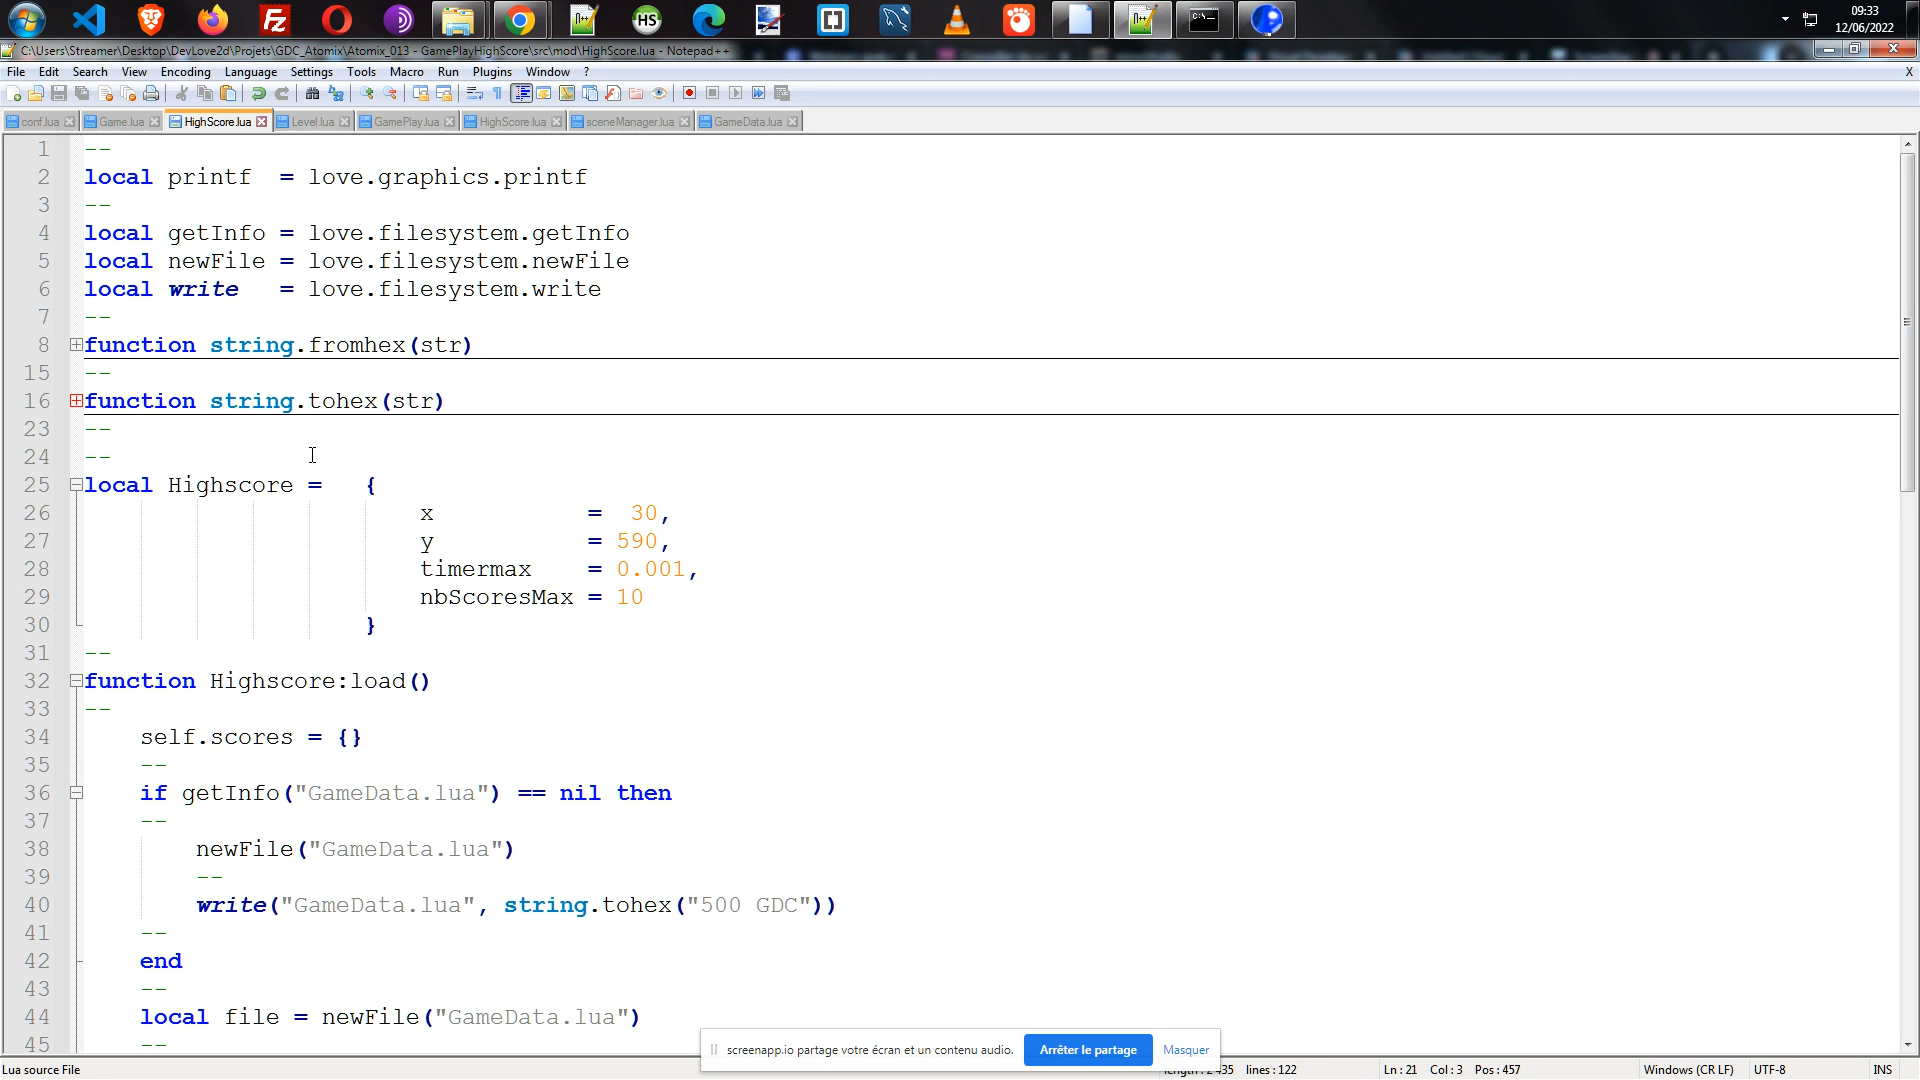 09:33
12/06/2022
C:\Users\Streamer\Desktop\DevLove2d\Projets\GDC_Atomix\Atomix_013 - GamePlayHighScore\src\mod\HighScore.lua - Notepad++
File Edit Search View Encoding Language Settings Tools Macro Run Plugins Window ? X
conf.lua Game.lua HighScore.lua Level.lua GamePlay.lua HighScore.lua sceneManager.lua GameData.lua
1 --
2 local printf = love.graphics.printf
3 --
4 local getInfo = love.filesystem.getInfo
5 local newFile = love.filesystem.newFile
6 local write = love.filesystem.write
7 --
8 function string.fromhex(str)
15 --
16 function string.tohex(str)
23 --
24 --
25 local Highscore = {
26 x = 30,
27 y = 590,
28 timermax = 0.001,
29 nbScoresMax = 10
30 }
31 --
32 function Highscore:load()
33 --
34 self.scores = {}
35 --
36 if getInfo("GameData.lua") == nil then
37 --
38 newFile("GameData.lua")
39 --
40 write("GameData.lua", string.tohex("500 GDC"))
41 --
42 end
43 --
44 local file = newFile("GameData.lua")
45 --
screenapp.io partage votre écran et un contenu audio. Arrêter le partage Masquer
Lua source File lines : 122 Ln : 21 Col : 3 Pos : 457 Windows (CR LF) UTF-8 INS